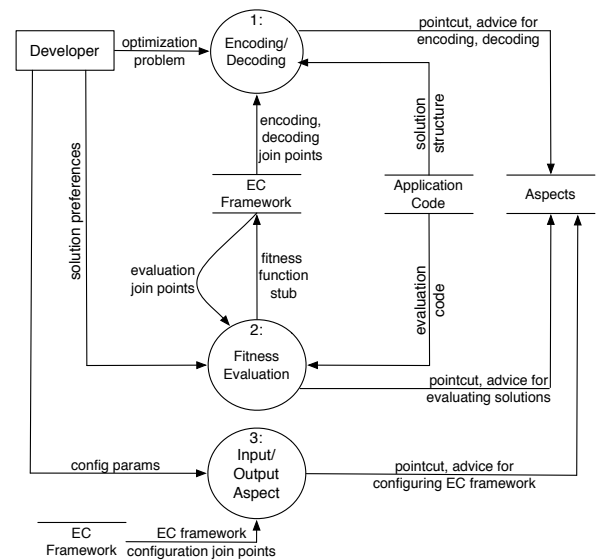 1:
Encoding/
Decoding
Developer
optimization
problem
pointcut, advice for
encoding, decoding
encoding,
decoding
join points
solution
structure
solution preferences
EC
Framework
Application
Code
Aspects
evaluation
join points
fitness
function
stub
evaluation
code
2:
Fitness
Evaluation
pointcut, advice for
evaluating solutions
3:
Input/
Output
Aspect
config params
pointcut, advice for
configuring EC framework
EC
Framework
EC framework
configuration join points